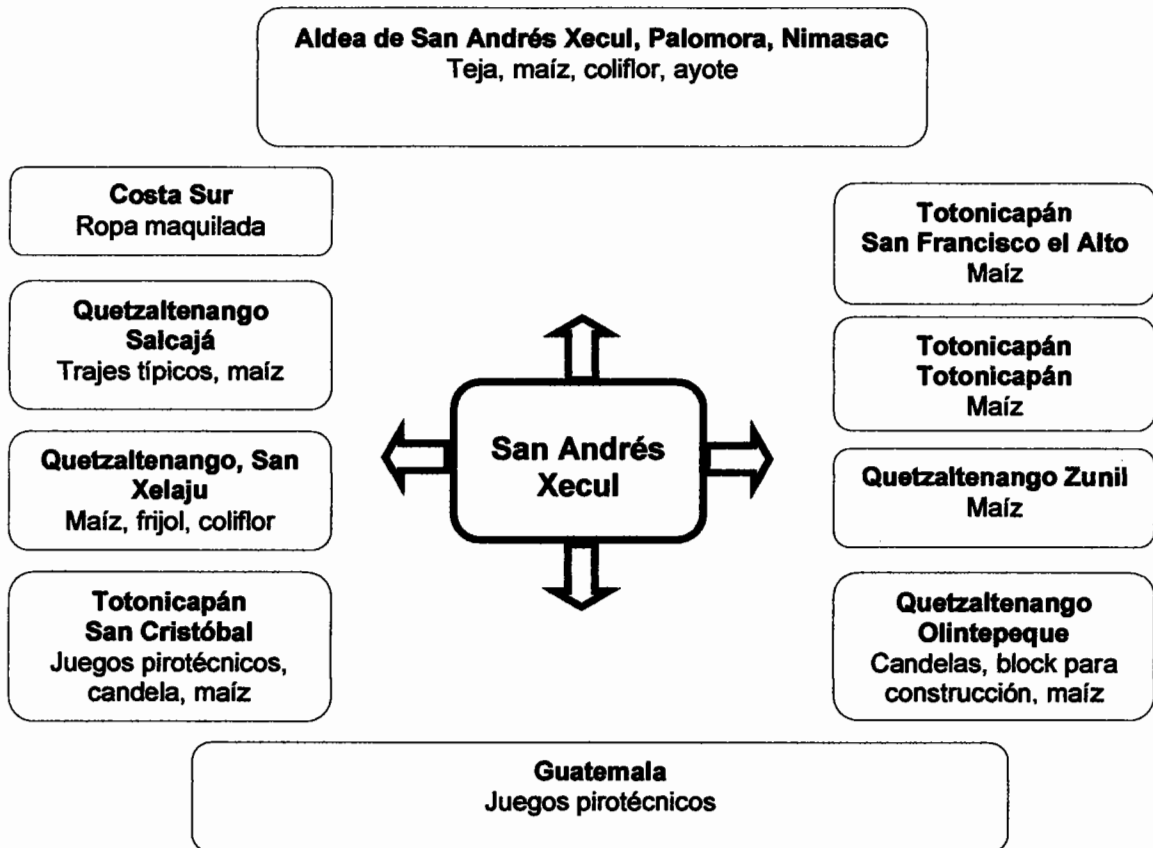 Aldea de San Andrés Xecul, Palomora, Nimasac
Teja, maíz, coliflor, ayote
Costa Sur
Ropa maquilada
Quetzaltenango
Salcajá
Trajes típicos, maíz
Quetzaltenango, San
Xelaju
Maíz, frijol, coliflor
Totonicapán
San Cristóbal
Juegos pirotécnicos,
candela, maíz
San Andrés
Xecul
Totonicapán
San Francisco el Alto
Maíz
Totonicapán
Totonicapán
Maíz
Quetzaltenango Zunil
Maíz
Quetzaltenango
Olintepeque
Candelas, block para
construcción, maíz
Guatemala
Juegos pirotécnicos